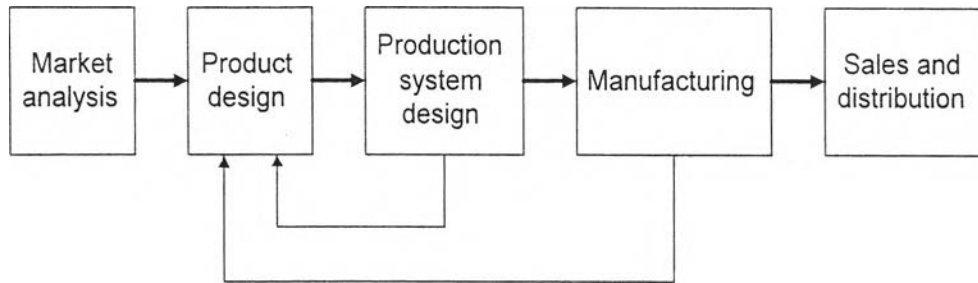 Market
analysis
Product
design
Production
system
design
Manufacturing
Sales and
distribution